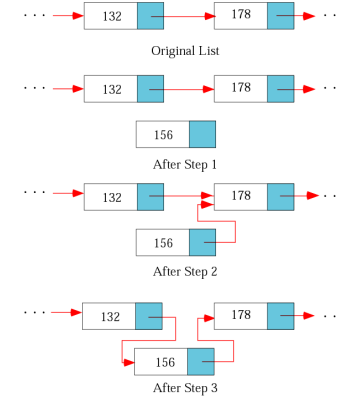 . . . 132 178 . .
Original List
. . . 132 178 . .
156
After Step 1
. . . 132 178 . .
156
After Step 2
. . . 132 178 . .
156
After Step 3